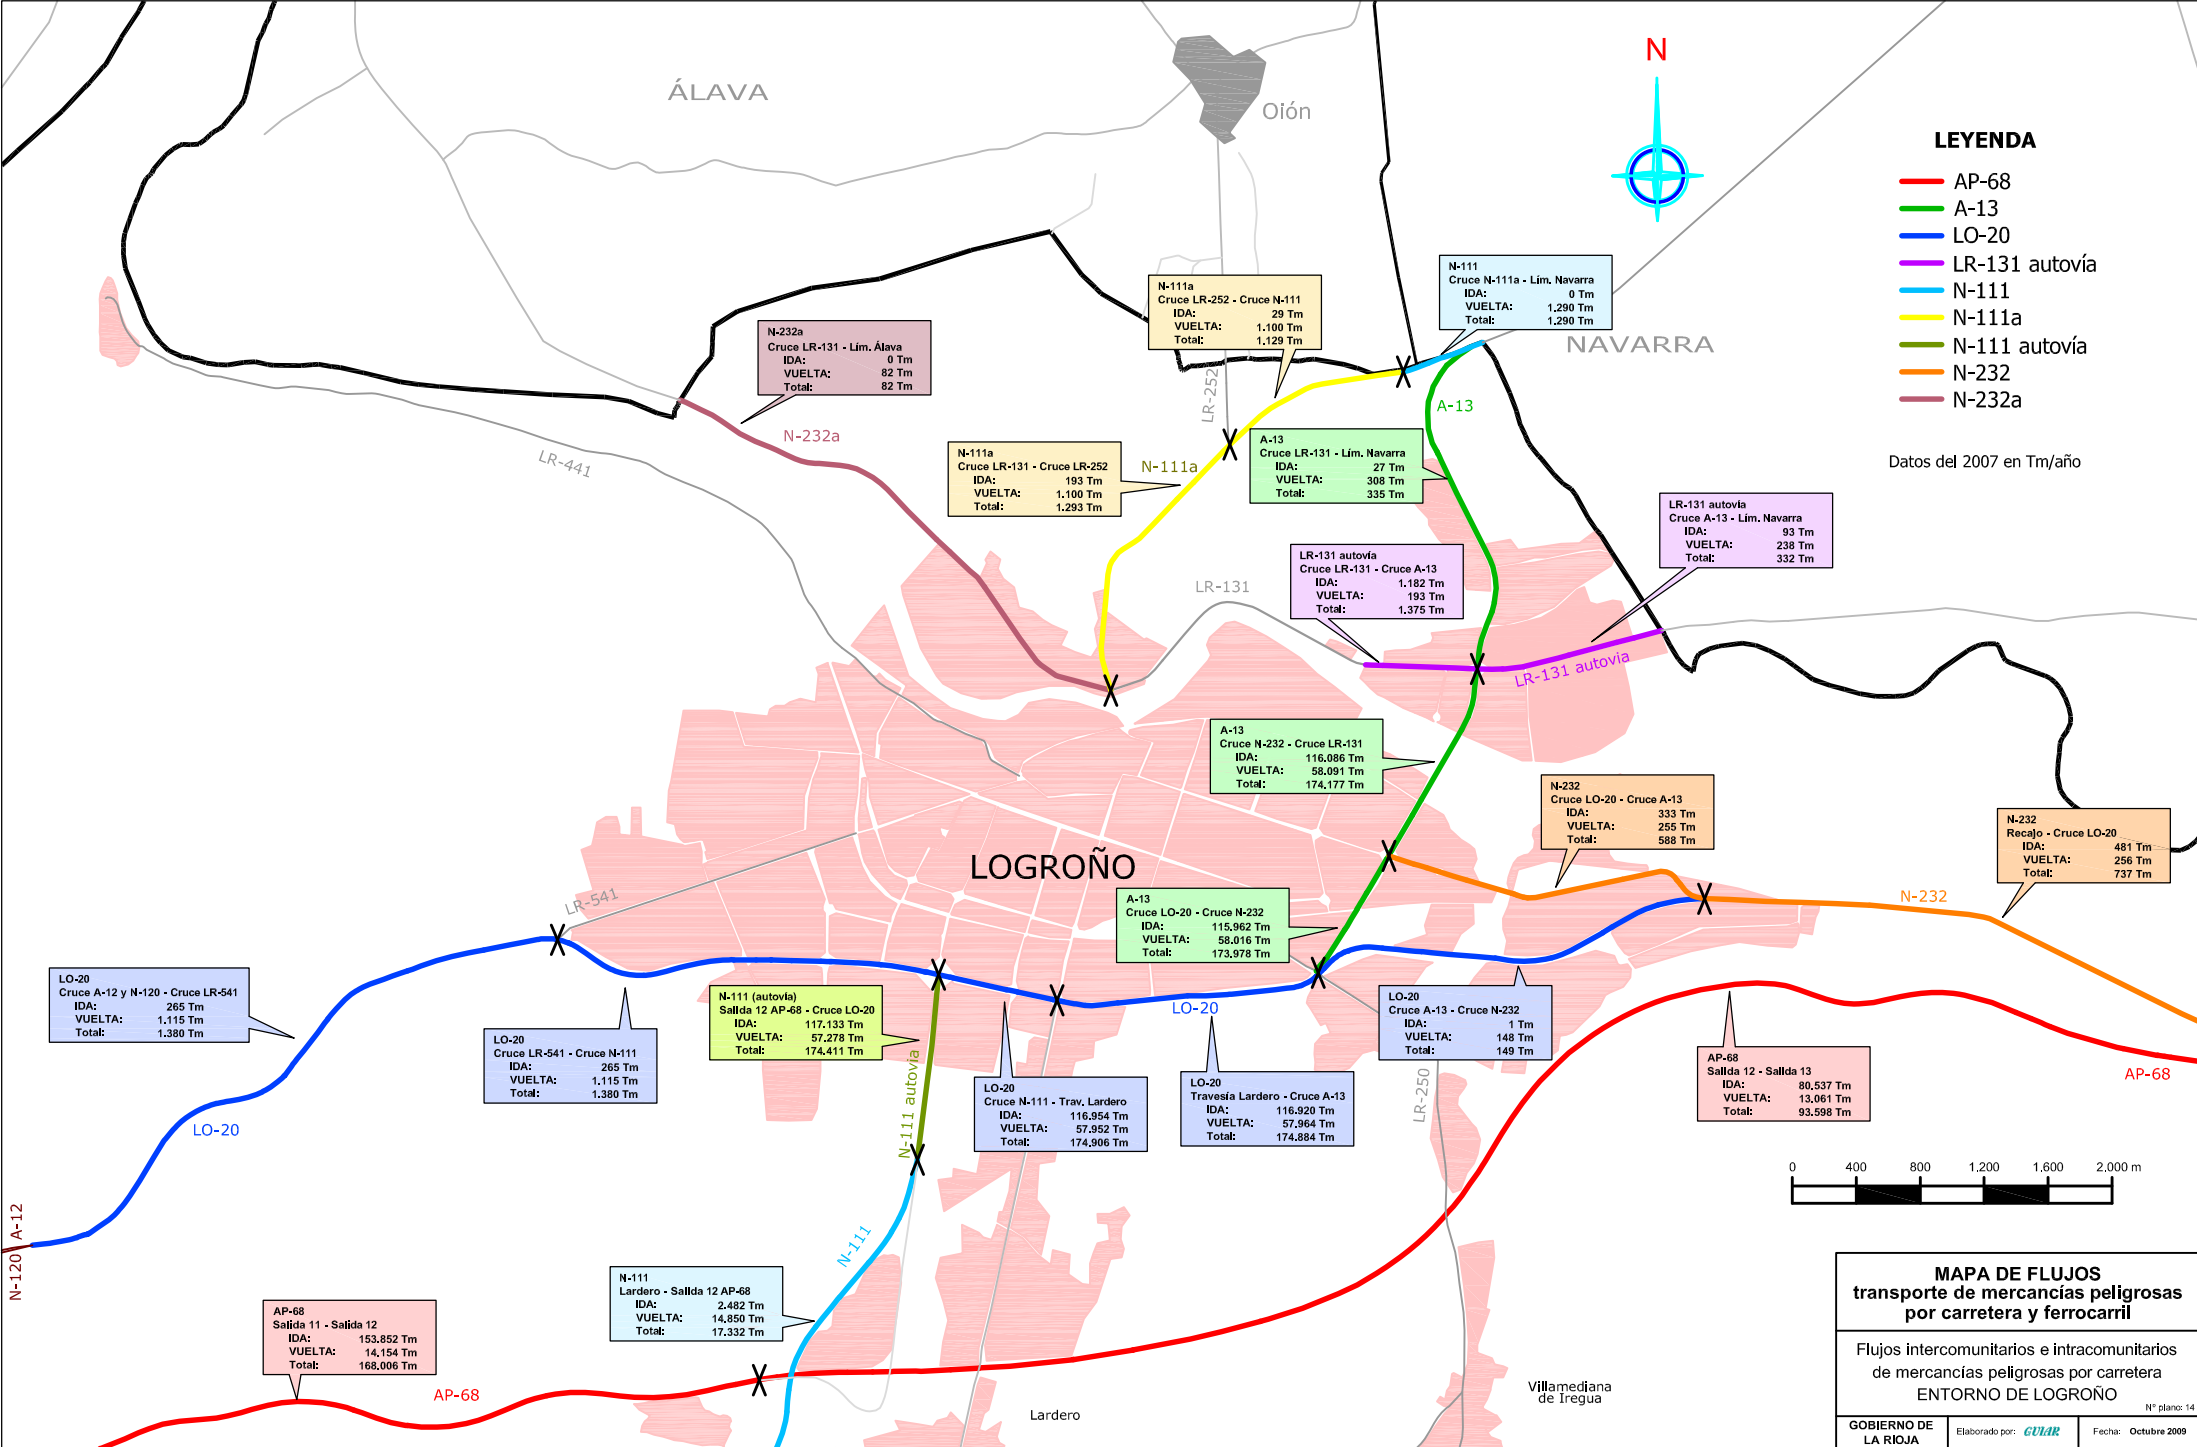 ÁLAVA
Oión
N
LEYENDA
AP-68
A-13
LO-20
LR-131 autovía
N-111
N-111a
N-111 autovía
N-232
N-232a
Datos del 2007 en Tm/año
NAVARRA
N-111
Cruce N-111a - Lím. Navarra
IDA: 0 Tm
VUELTA: 1.290 Tm
Total: 1.290 Tm
N-111a
Cruce LR-252 - Cruce N-111
IDA: 29 Tm
VUELTA: 1.100 Tm
Total: 1.129 Tm
N-232a
Cruce LR-131 - Lím. Álava
IDA: 0 Tm
VUELTA: 82 Tm
Total: 82 Tm
LR-252
A-13
N-232a
LR-441
N-111a
N-111a
Cruce LR-131 - Cruce LR-252
IDA: 193 Tm
VUELTA: 1.100 Tm
Total: 1.293 Tm
A-13
Cruce LR-131 - Lím. Navarra
IDA: 27 Tm
VUELTA: 308 Tm
Total: 335 Tm
LR-131 autovía
Cruce A-13 - Lím. Navarra
IDA: 93 Tm
VUELTA: 238 Tm
Total: 332 Tm
LR-131 autovía
Cruce LR-131 - Cruce A-13
IDA: 1.182 Tm
VUELTA: 193 Tm
Total: 1.375 Tm
LR-131
LR-131 autovía
A-13
Cruce N-232 - Cruce LR-131
IDA: 116.086 Tm
VUELTA: 58.091 Tm
Total: 174.177 Tm
N-232
Cruce LO-20 - Cruce A-13
IDA: 333 Tm
VUELTA: 255 Tm
Total: 588 Tm
N-232
Recajo - Cruce LO-20
IDA: 481 Tm
VUELTA: 256 Tm
Total: 737 Tm
LOGROÑO
LR-541
N-232
A-13
Cruce LO-20 - Cruce N-232
IDA: 115.962 Tm
VUELTA: 58.016 Tm
Total: 173.978 Tm
LO-20
Cruce A-12 y N-120 - Cruce LR-541
IDA: 265 Tm
VUELTA: 1.115 Tm
Total: 1.380 Tm
LO-20
Cruce LR-541 - Cruce N-111
IDA: 265 Tm
VUELTA: 1.115 Tm
Total: 1.380 Tm
N-111 (autovía)
Salida 12 AP-68 - Cruce LO-20
IDA: 117.133 Tm
VUELTA: 57.278 Tm
Total: 174.411 Tm
LO-20
LO-20
Cruce A-13 - Cruce N-232
IDA: 1 Tm
VUELTA: 148 Tm
Total: 149 Tm
LO-20
Cruce N-111 - Trav. Lardero
IDA: 116.954 Tm
VUELTA: 57.952 Tm
Total: 174.906 Tm
LO-20
Travesía Lardero - Cruce A-13
IDA: 116.920 Tm
VUELTA: 57.964 Tm
Total: 174.884 Tm
AP-68
Salida 12 - Salida 13
IDA: 80.537 Tm
VUELTA: 13.061 Tm
Total: 93.598 Tm
AP-68
LR-250
LO-20
N-111 autovía
N-111
N-120
A-12
0 400 800 1.200 1.600 2.000 m
N-111
Lardero - Salida 12 AP-68
IDA: 2.482 Tm
VUELTA: 14.850 Tm
Total: 17.332 Tm
AP-68
Salida 11 - Salida 12
IDA: 153.852 Tm
VUELTA: 14.154 Tm
Total: 168.006 Tm
AP-68
Lardero
Villamediana
de Iregua
MAPA DE FLUJOS
transporte de mercancías peligrosas
por carretera y ferrocarril
Flujos intercomunitarios e intracomunitarios
de mercancías peligrosas por carretera
ENTORNO DE LOGROÑO
Nº plano: 14
GOBIERNO DE
LA RIOJA
Elaborado por: GUIAR
Fecha: Octubre 2009